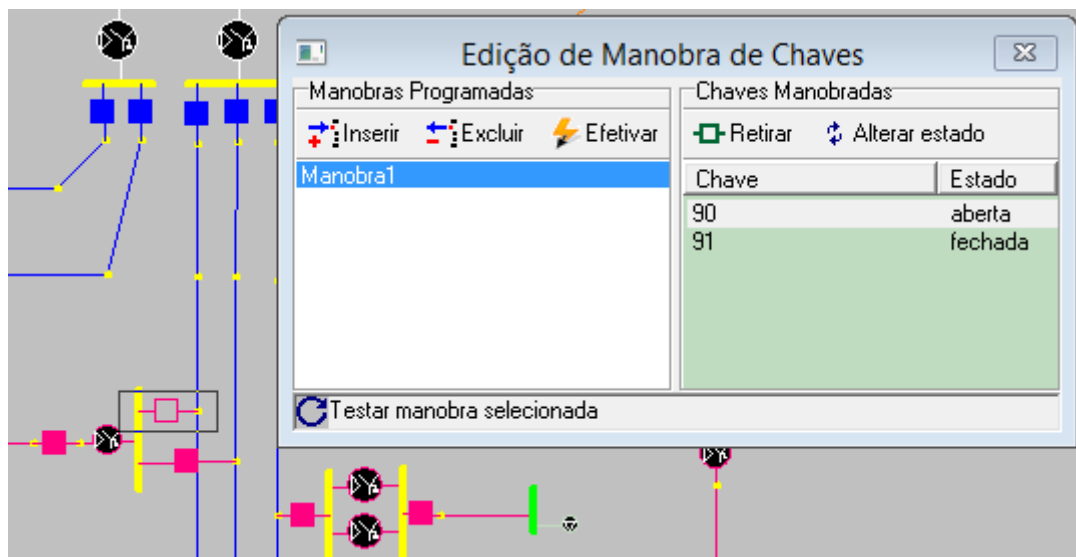 Edição de Manobra de Chaves
Manobras Programadas
Inserir Excluir Efetivar
Manobra1
Chaves Manobradas
Retirar Alterar estado
Chave Estado
90 aberta
91 fechada
Testar manobra selecionada